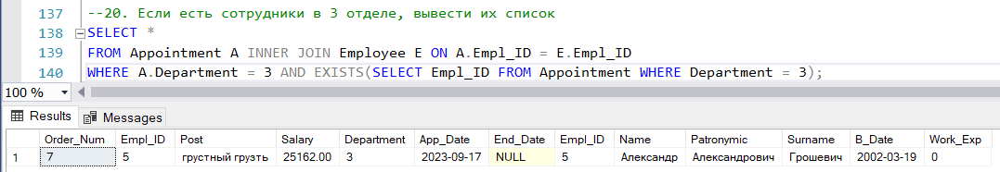 137 --20. Если есть сотрудники в 3 отделе, вывести их список
138 SELECT *
139 FROM Appointment A INNER JOIN Employee E ON A.Empl_ID = E.Empl_ID
140 WHERE A.Department = 3 AND EXISTS(SELECT Empl_ID FROM Appointment WHERE Department = 3);
100 %
Results Messages
Order_Num Empl_ID Post Salary Department App_Date End_Date Empl_ID Name Patronymic Surname B_Date Work_Exp
1 7 5 грустный грузть 25162.00 3 2023-09-17 NULL 5 Александр Александрович Грошевич 2002-03-19 0